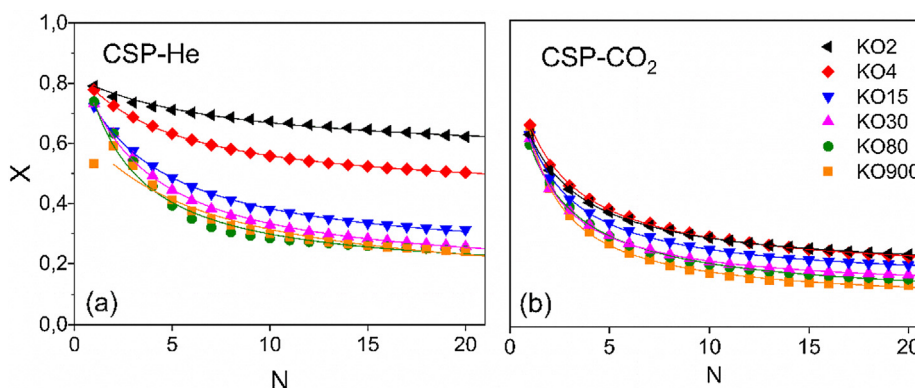 CSP-He
CSP-CO₂
KO2
KO4
KO15
KO30
KO80
KO900
X
1,0
0,8
0,6
0,4
0,2
0,0
(a)
(b)
0
5
10
15
20
0
5
10
15
20
N
N